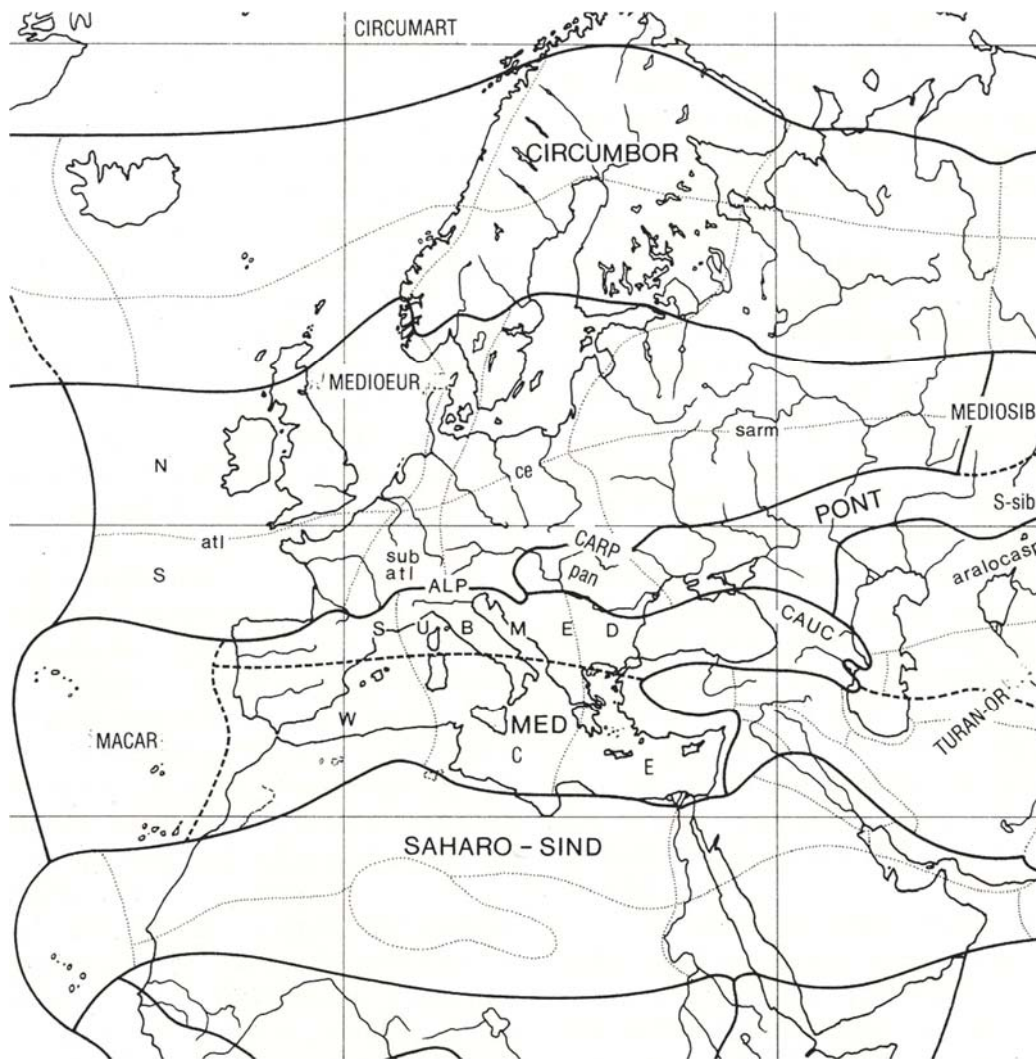 CIRCUMART
CIRCUMBOR
MEDIOEUR
MEDIOSIB
sarm
N
ce
PONT
S-sib
atl
CARP
aralocasp
sub
atl
pan
S
ALP
S U B M E D
CAUC
W
MED
MACAR
TURAN-OR
C
E
SAHARO – SIND